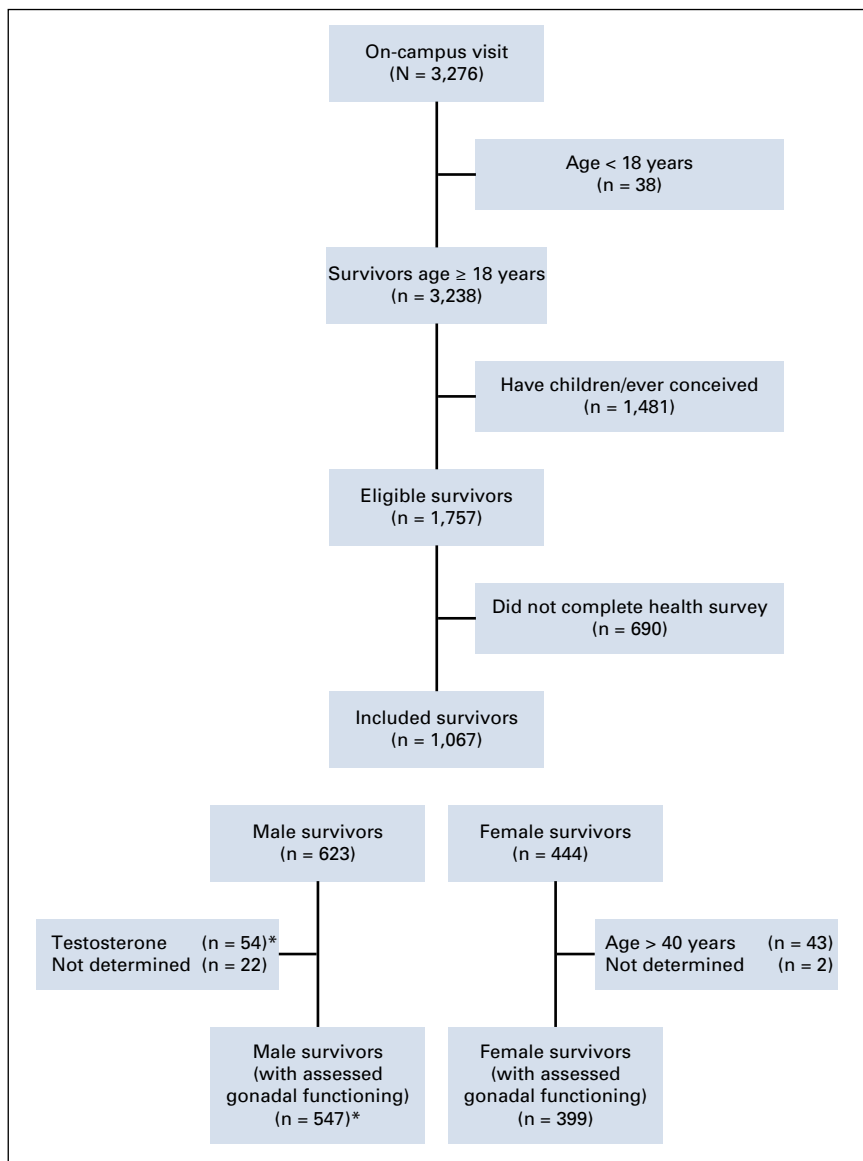 On-campus visit
(N = 3,276)
Age < 18 years
(n = 38)
Survivors age ≥ 18 years
(n = 3,238)
Have children/ever conceived
(n = 1,481)
Eligible survivors
(n = 1,757)
Did not complete health survey
(n = 690)
Included survivors
(n = 1,067)
Male survivors
(n = 623)
Female survivors
(n = 444)
Testosterone (n = 54)*
Not determined (n = 22)
Age > 40 years (n = 43)
Not determined (n = 2)
Male survivors
(with assessed
gonadal functioning)
(n = 547)*
Female survivors
(with assessed
gonadal functioning)
(n = 399)